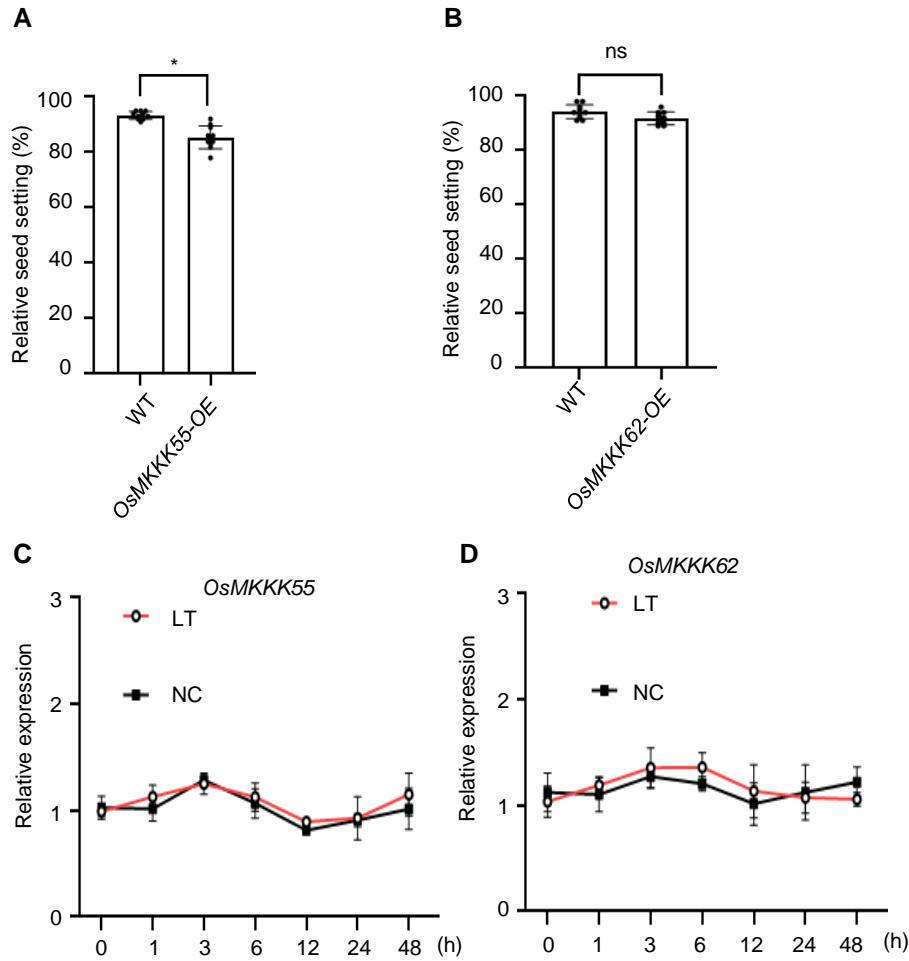 A
*
Relative seed setting (%)
100
80
60
40
20
0
WT
OsMKKK55-OE
B
ns
Relative seed setting (%)
100
80
60
40
20
0
WT
OsMKKK62-OE
C
OsMKKK55
LT
NC
Relative expression
3
2
1
0
0 1 3 6 12 24 48 (h)
D
OsMKKK62
LT
NC
Relative expression
3
2
1
0
0 1 3 6 12 24 48 (h)